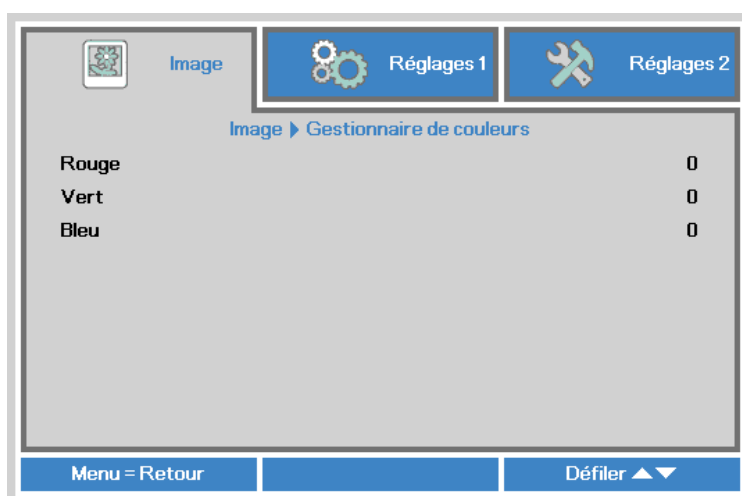 Image Réglages 1 Réglages 2
Image ▶ Gestionnaire de couleurs
Rouge 0
Vert 0
Bleu 0
Menu = Retour Défiler ▲▼